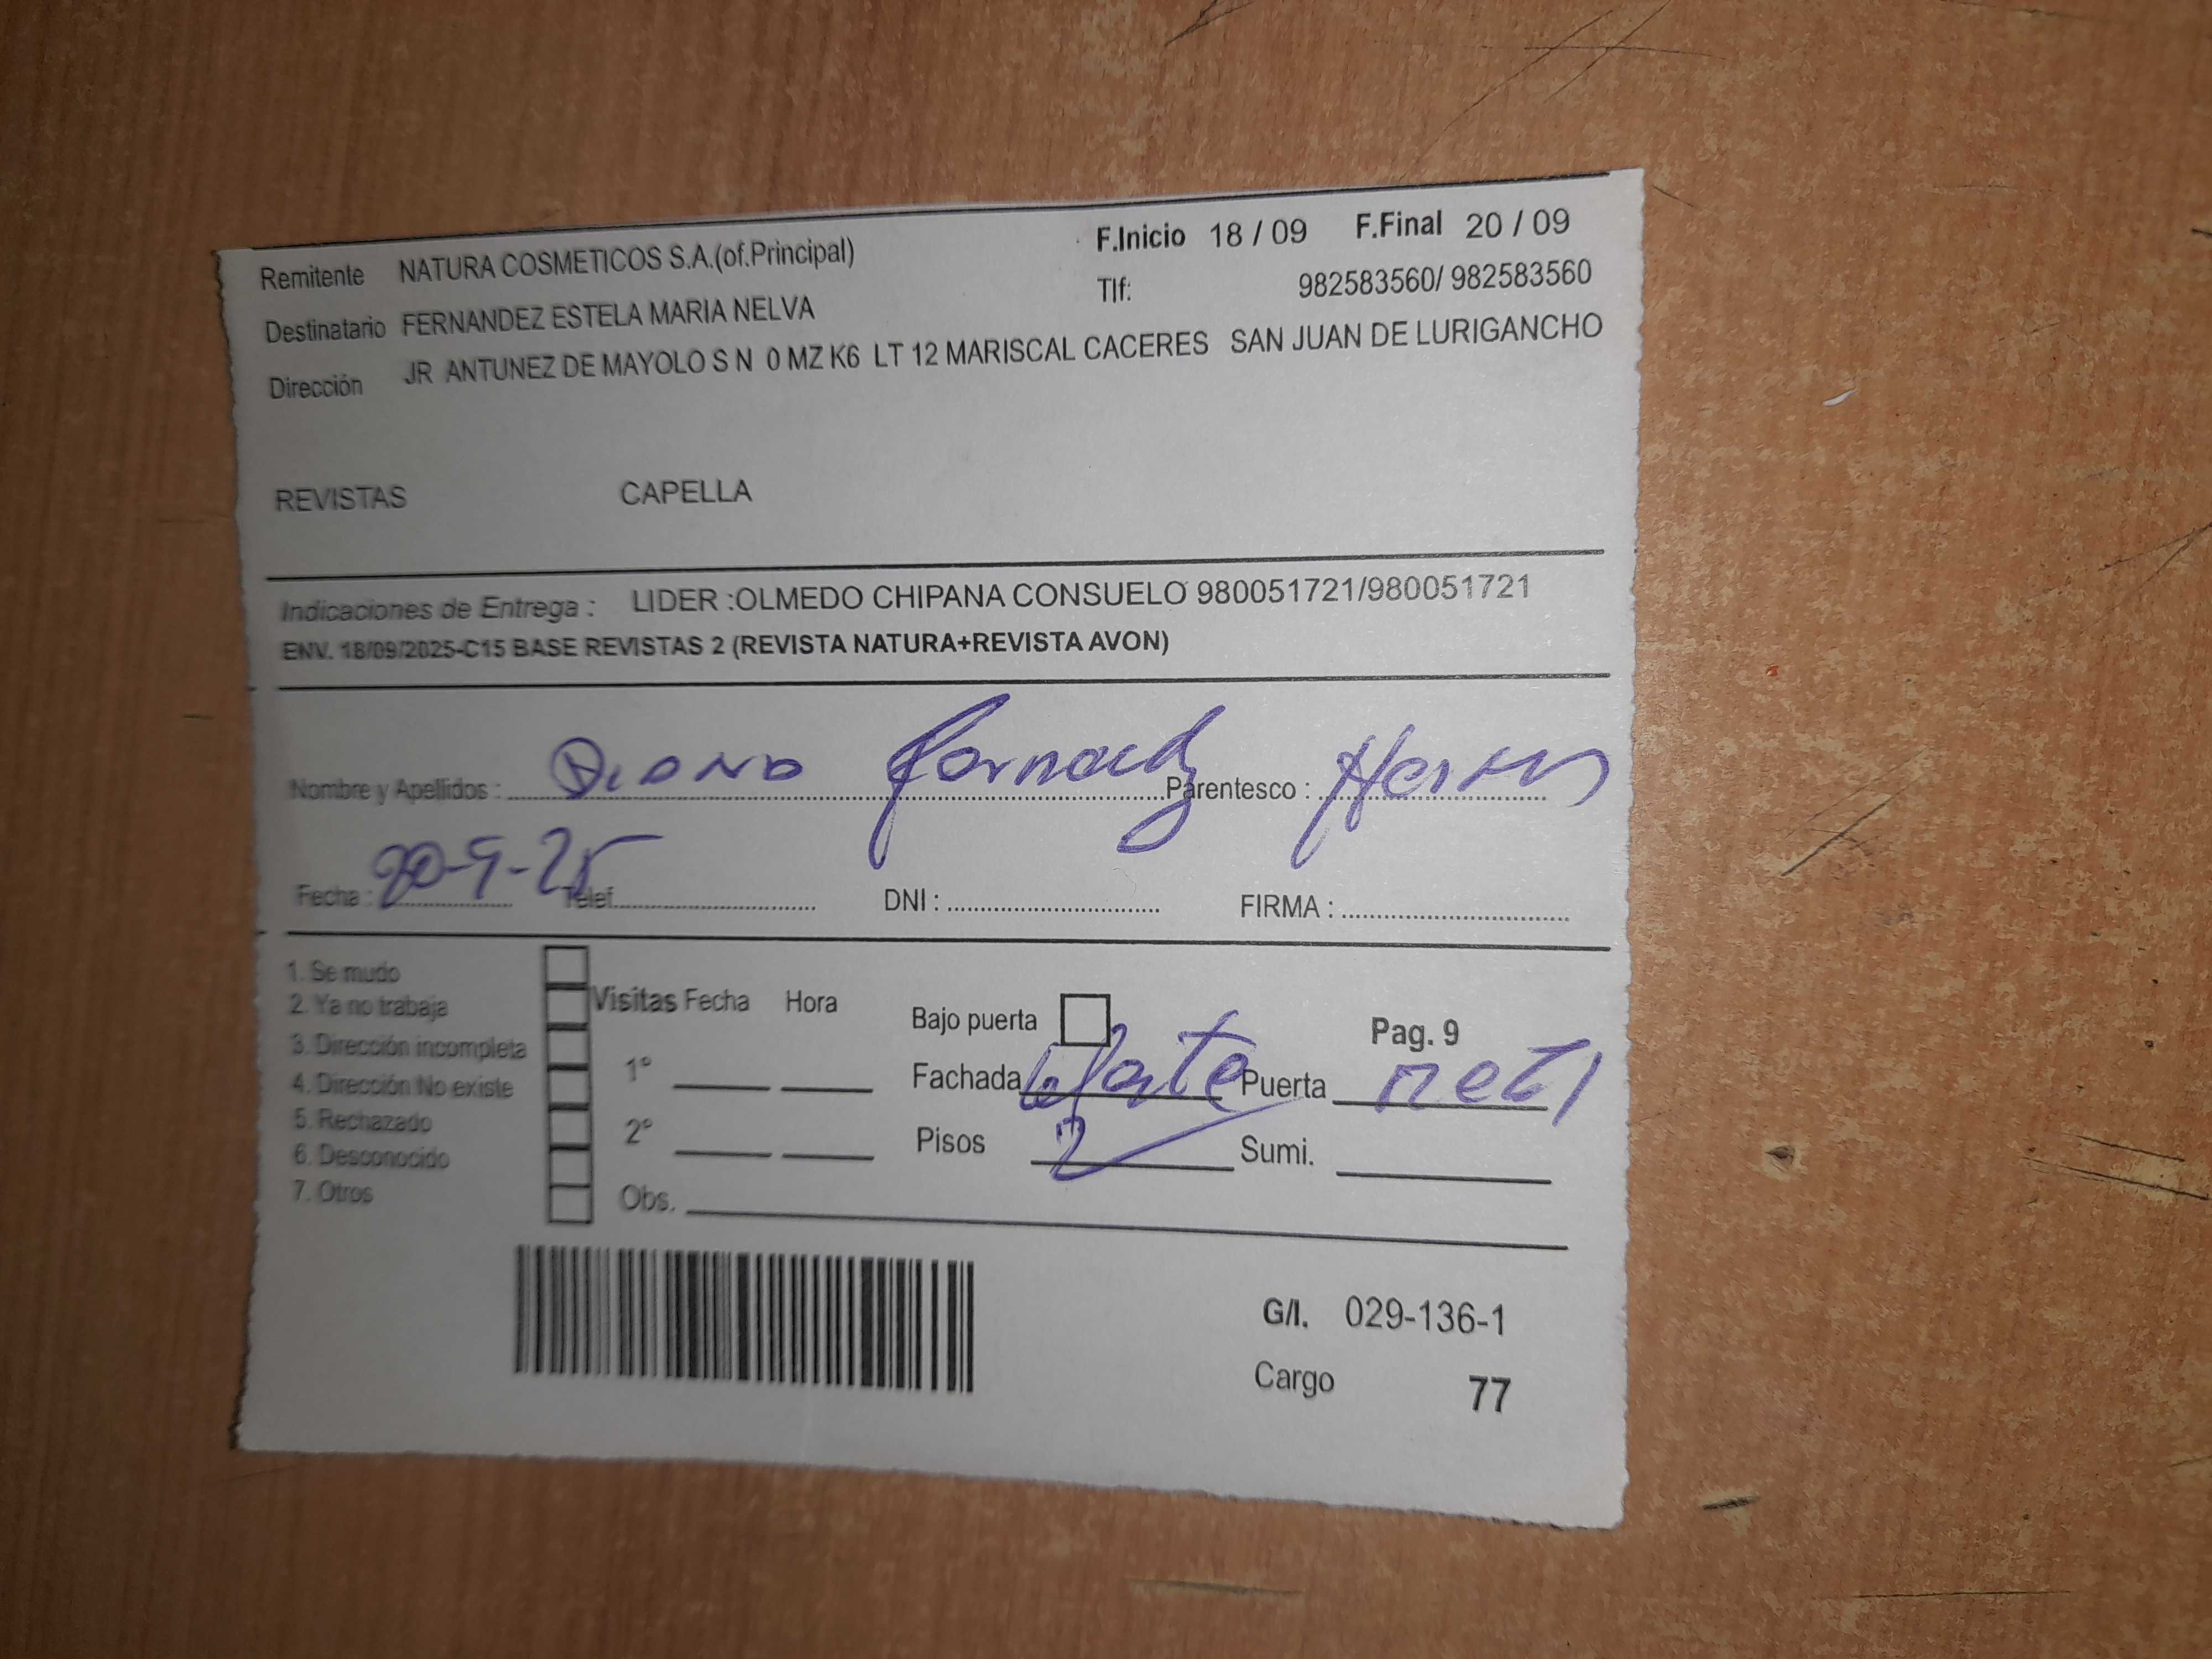 F.Inicio 18 / 09 F.Final 20 / 09
Remitente NATURA COSMETICOS S.A.(of.Principal)
Tlf: 982583560/ 982583560
Destinatario FERNANDEZ ESTELA MARIA NELVA
Dirección JR ANTUNEZ DE MAYOLO S N 0 MZ K6 LT 12 MARISCAL CACERES SAN JUAN DE LURIGANCHO
REVISTAS CAPELLA
Indicaciones de Entrega : LIDER :OLMEDO CHIPANA CONSUELO 980051721/980051721
ENV. 18/09/2025-C15 BASE REVISTAS 2 (REVISTA NATURA+REVISTA AVON)
Nombre y Apellidos : Diana Parentesco :
Fecha : 20-9-25 Telef. DNI : FIRMA :
1. Se mudo
2. Ya no trabaja
3. Dirección incompleta
4. Dirección No existe
5. Rechazado
6. Desconocido
7. Otros
Visitas Fecha Hora
1°
2°
Obs.
Bajo puerta Pag. 9
Fachada Puerta
Pisos 2 Sumi.
G/I. 029-136-1
Cargo 77